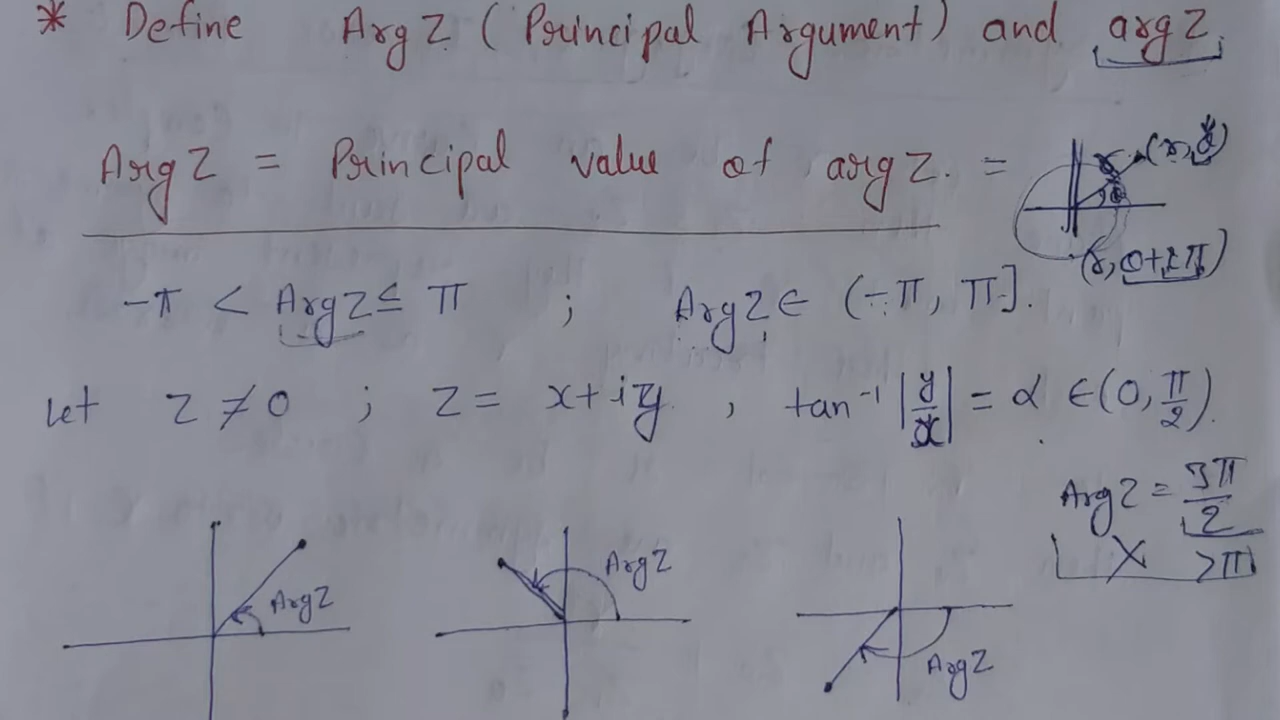 * Define Arg Z (Principal Argument) and arg Z.
Arg Z = Principal value of arg Z. =
(r, θ+2π)
-π < Arg Z ≤ π ; Arg Z ∈ (-π, π].
Let Z ≠ 0 ; Z = x+iy , tan⁻¹ |y/x| = α ∈ (0, π/2).
Arg Z = 3π/2
X >π
Arg Z
Arg Z
Arg Z